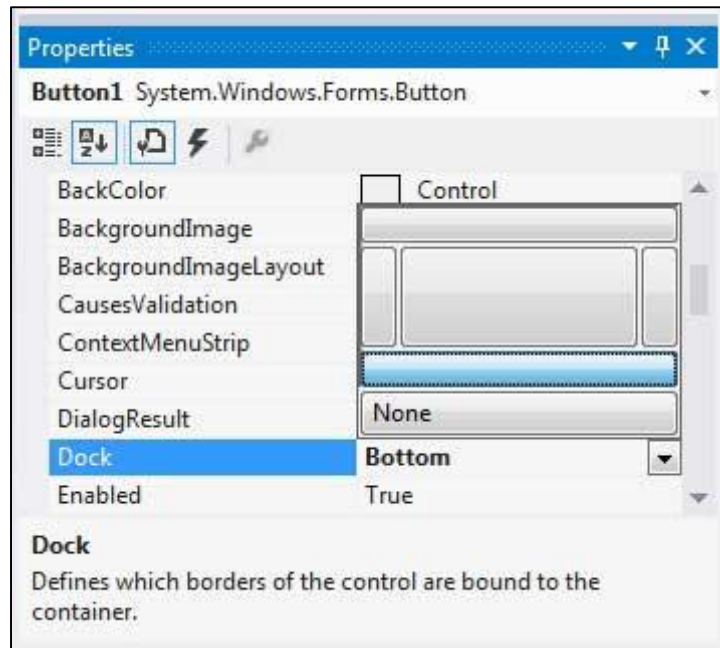 Properties
Button1 System.Windows.Forms.Button
BackColor Control
BackgroundImage
BackgroundImageLayout
CausesValidation
ContextMenuStrip
Cursor
DialogResult None
Dock Bottom
Enabled True
Dock
Defines which borders of the control are bound to the
container.